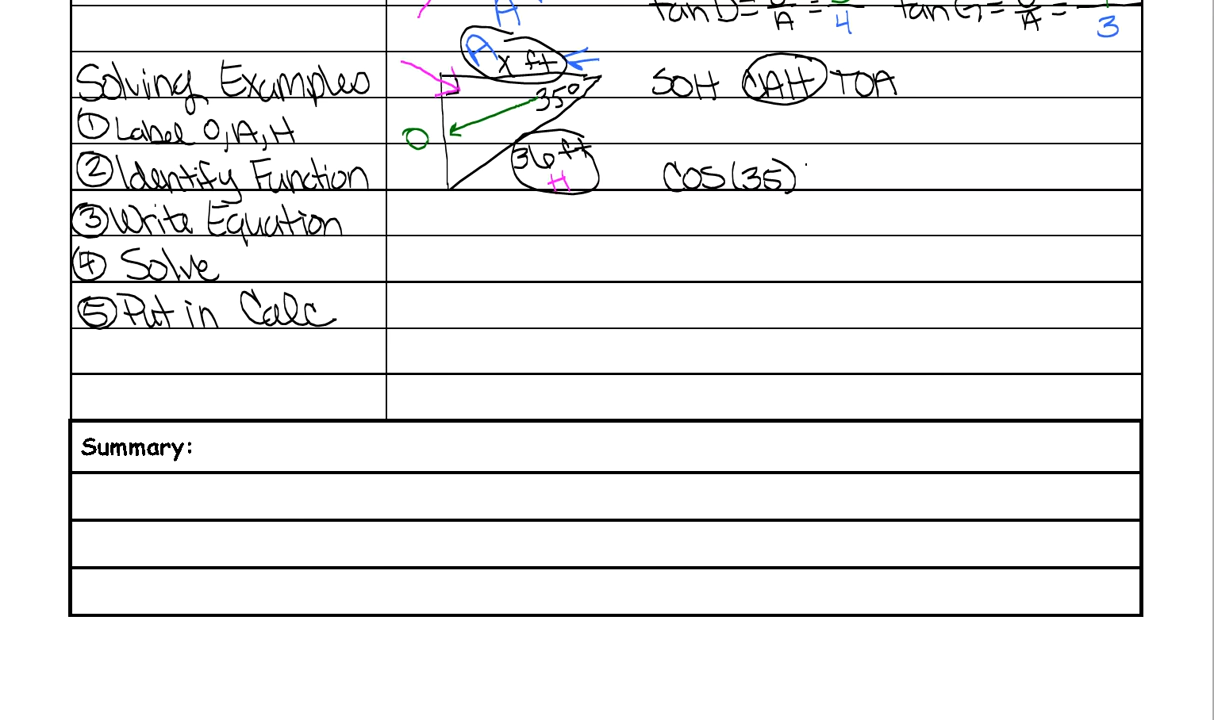 A
tan D = O/A = /4 tan G = O/A = /3
A x ft
Solving Examples 35° SOH CAH TOA
① Label O, A, H O
② Identify Function 36 ft H COS(35)
③ Write Equation
④ Solve
⑤ Put in Calc
Summary: